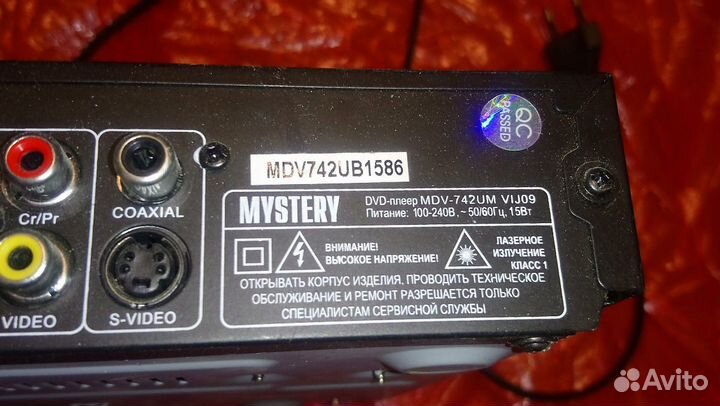 QC
PASSED
MDV742UB1586
MYSTERY
DVD-плеер MDV-742UM VIJ09
Питание: 100-240В, ~ 50/60Гц, 15Вт
ВНИМАНИЕ!
ВЫСОКОЕ НАПРЯЖЕНИЕ!
ЛАЗЕРНОЕ
ИЗЛУЧЕНИЕ
КЛАСС 1
ОТКРЫВАТЬ КОРПУС ИЗДЕЛИЯ, ПРОВОДИТЬ ТЕХНИЧЕСКОЕ
ОБСЛУЖИВАНИЕ И РЕМОНТ РАЗРЕШАЕТСЯ ТОЛЬКО
СПЕЦИАЛИСТАМ СЕРВИСНОЙ СЛУЖБЫ
Cr/Pr
COAXIAL
VIDEO
S-VIDEO
Avito